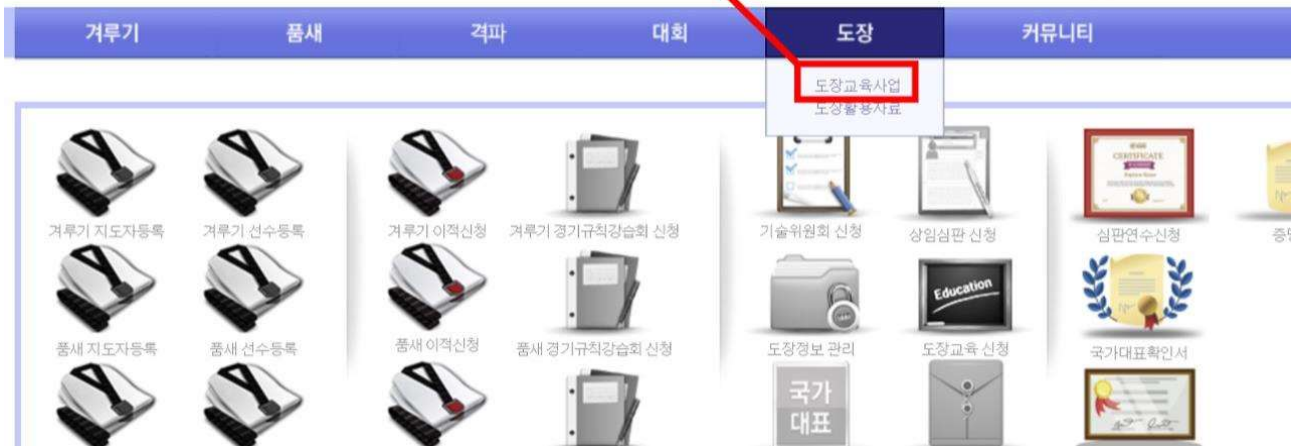 겨루기 품새 격파 대회 도장 커뮤니티
도장교육사업
도장활용자료
CERTIFICATE
겨루기 지도자등록 겨루기 선수등록 겨루기 이적신청 겨루기 경기규칙강습회 신청 기술위원회 신청 상임심판 신청 심판연수신청
Education
품새 지도자등록 품새 선수등록 품새 이적신청 품새 경기규칙강습회 신청 도장정보 관리 도장교육 신청 국가대표확인서
국가
대표